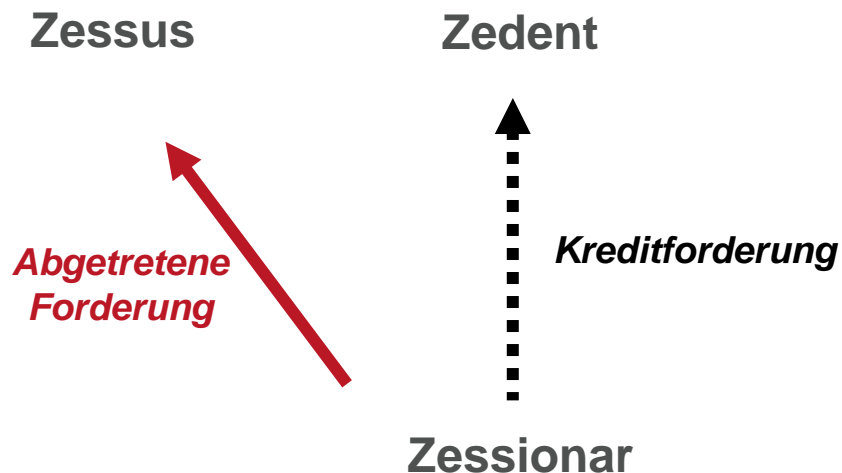 Zessus
Zedent
Abgetretene
Forderung
Kreditforderung
Zessionar